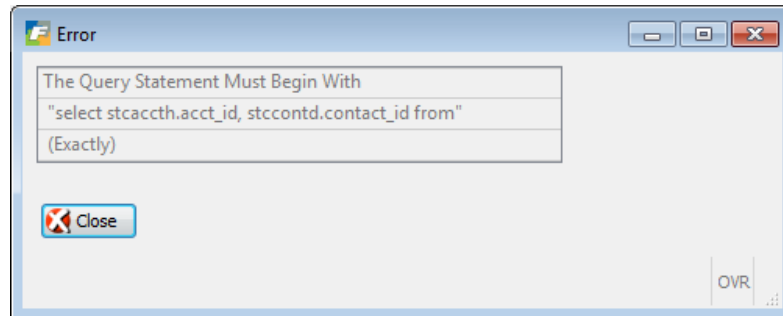 Error
The Query Statement Must Begin With
"select stcaccth.acct_id, stccontd.contact_id from"
(Exactly)
Close
OVR